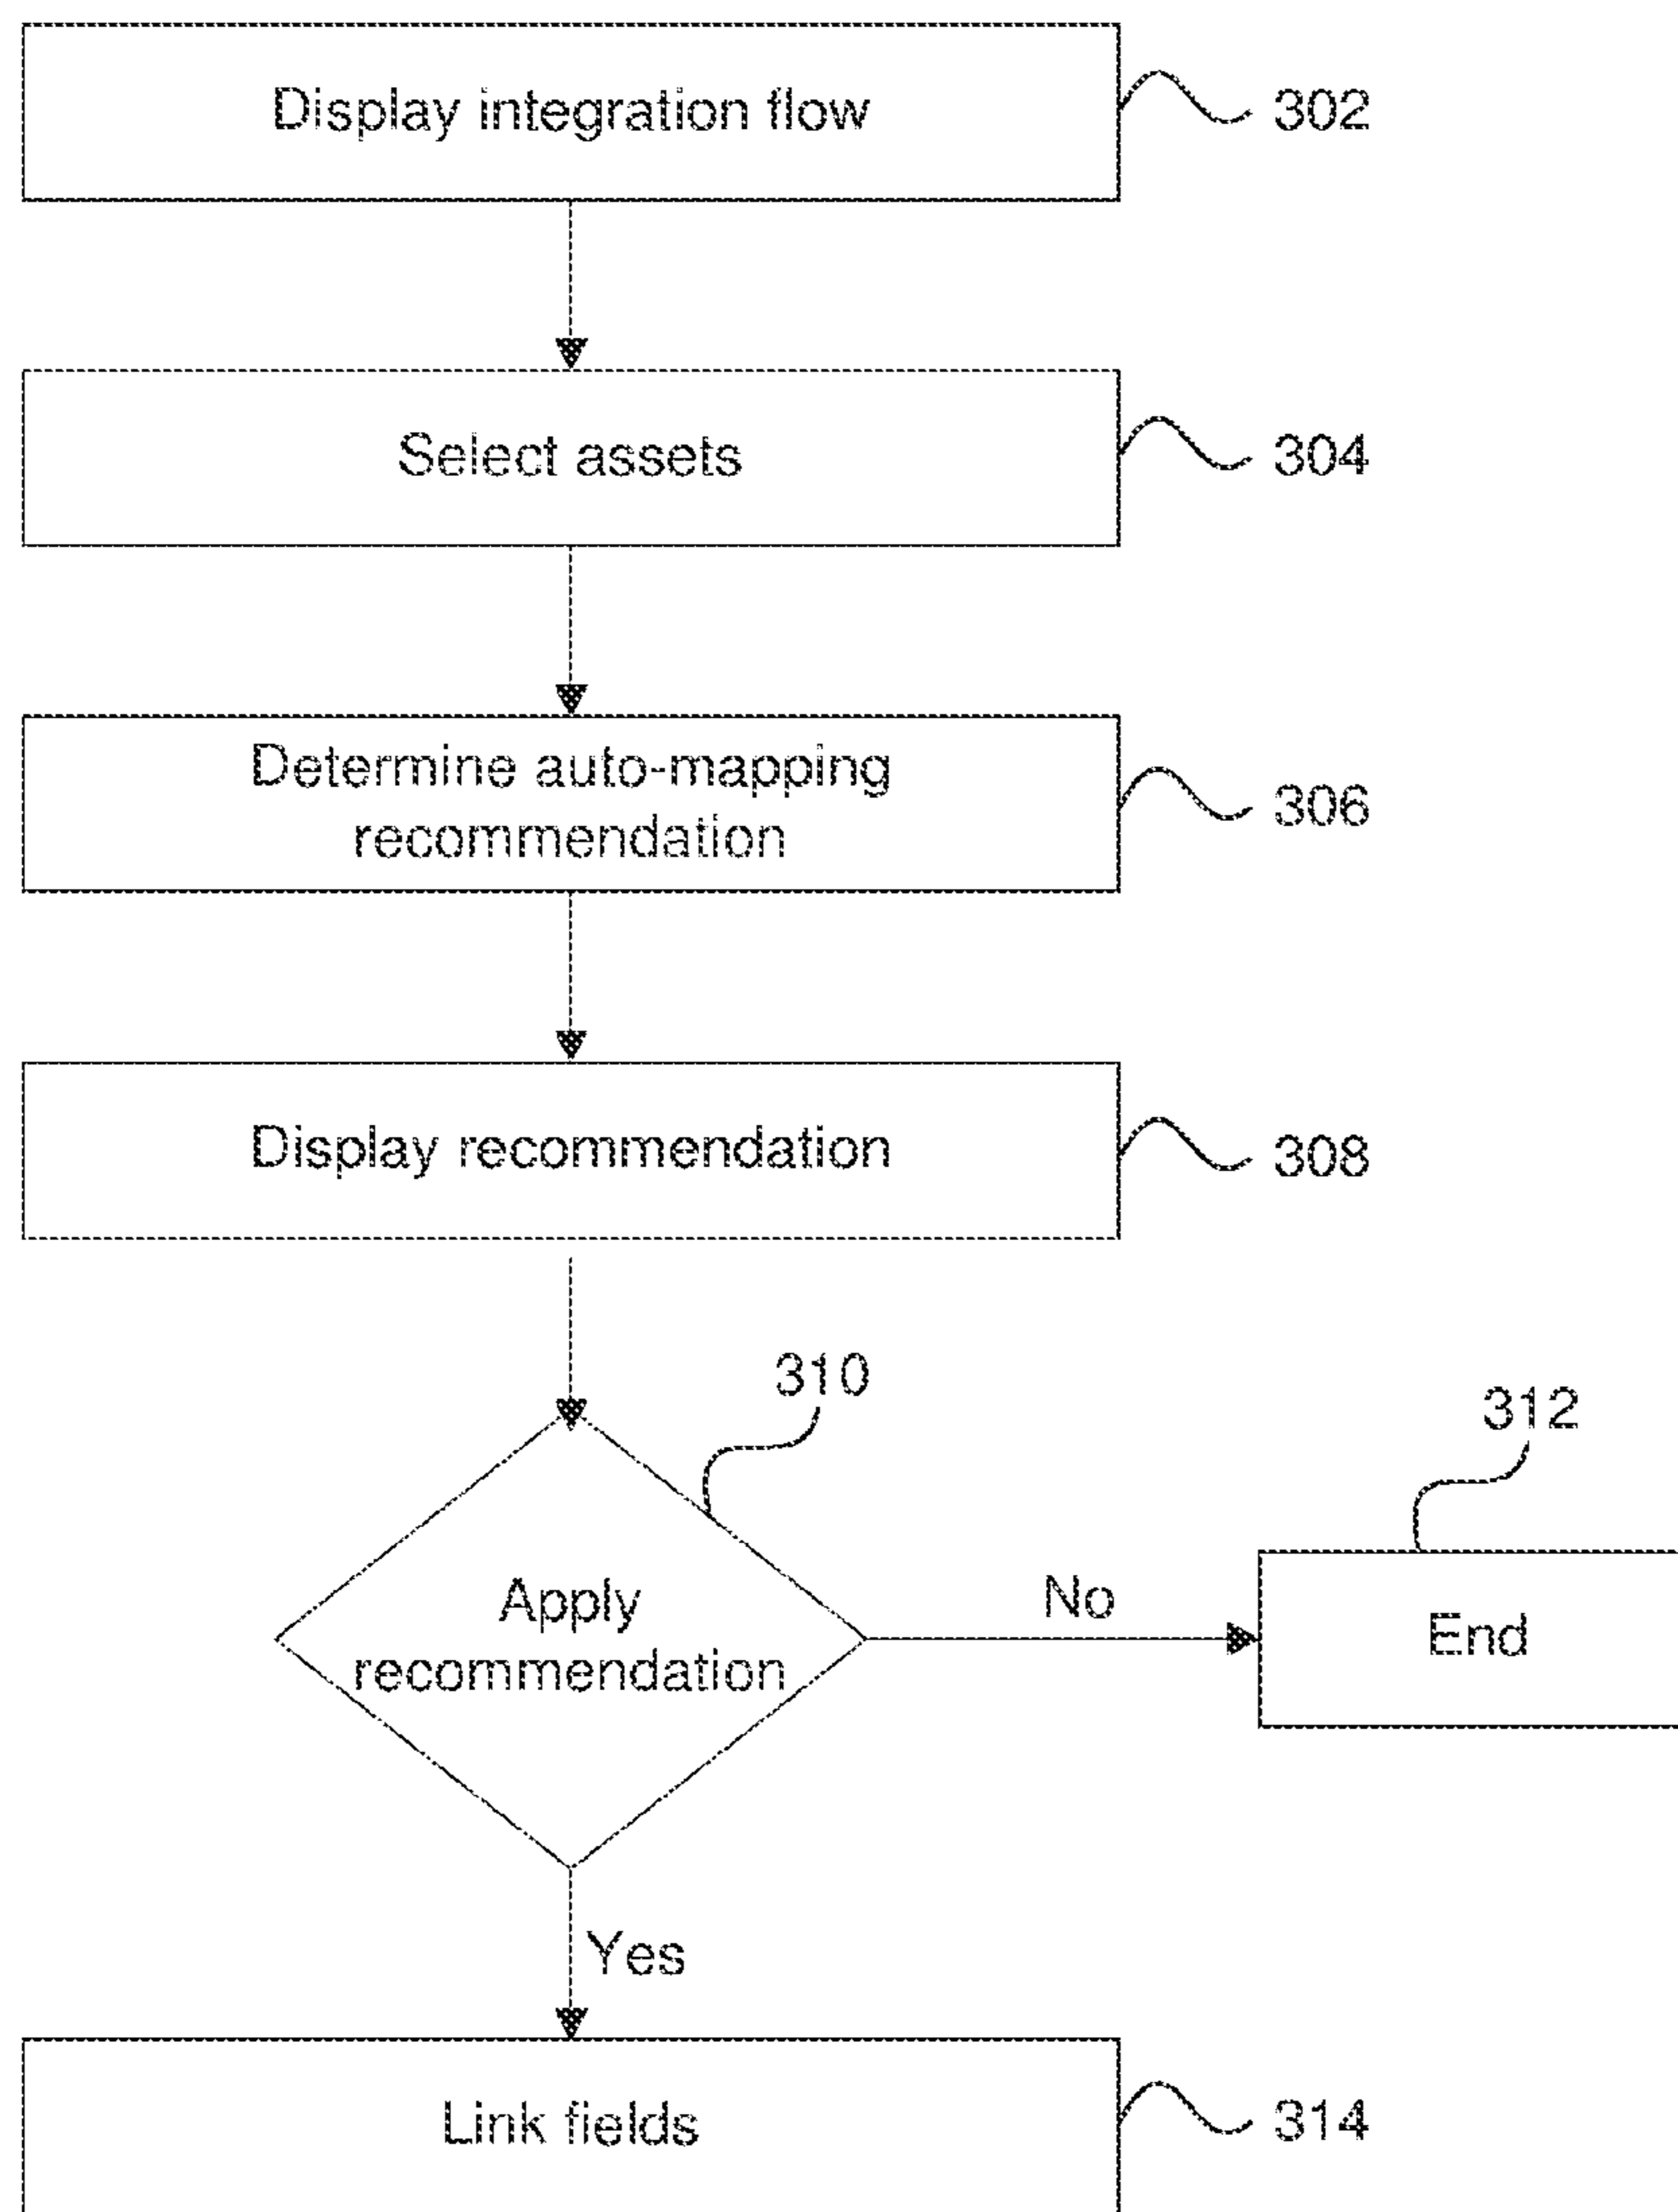 Display integration flow
302
Select assets
304
Determine auto-mapping
recommendation
306
Display recommendation
308
310
312
Apply
recommendation
No
End
Yes
Link fields
314